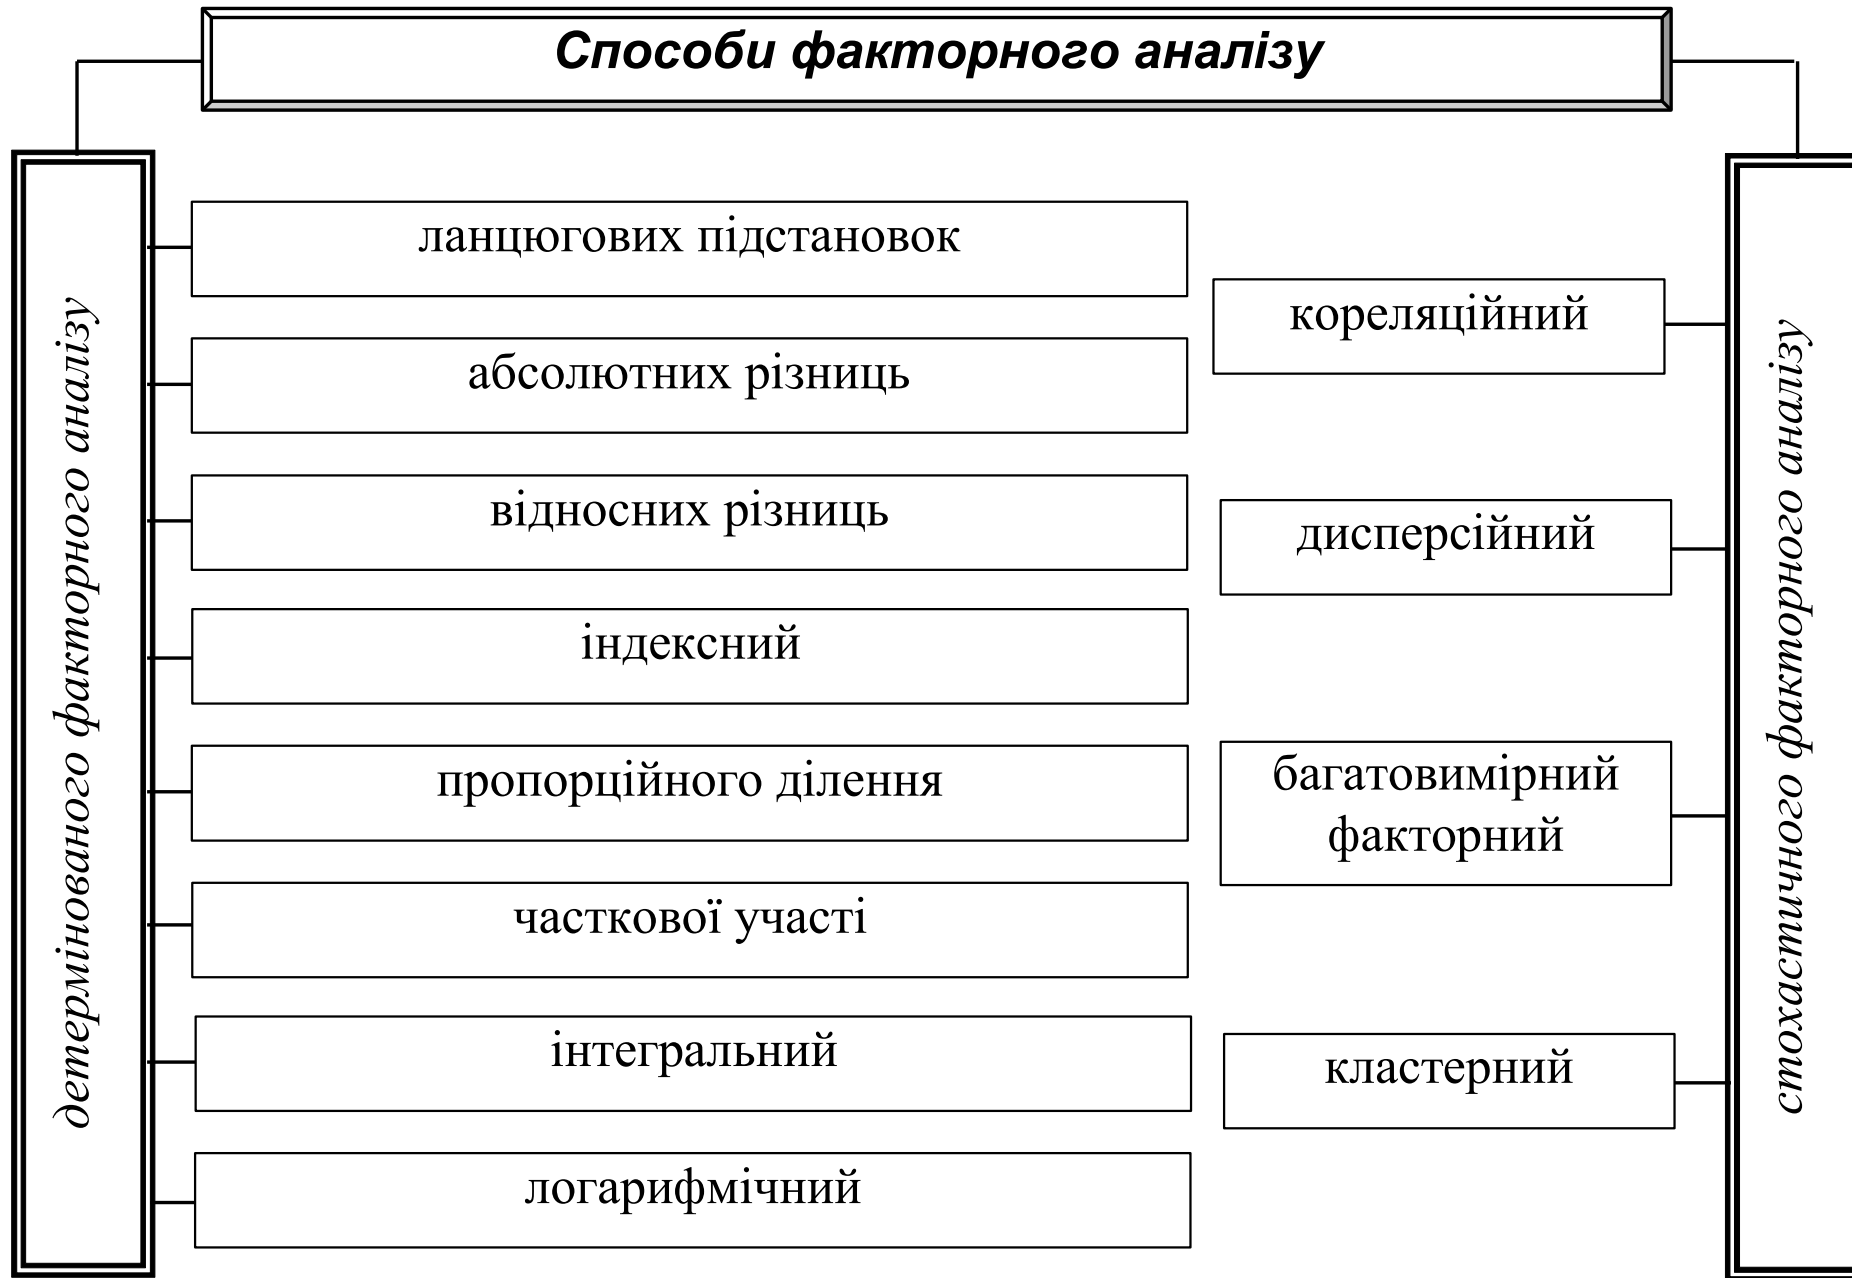 Способи факторного аналізу
детермінованого факторного аналізу
ланцюгових підстановок
абсолютних різниць
відносних різниць
індексний
пропорційного ділення
часткової участі
інтегральний
логарифмічний
кореляційний
дисперсійний
багатовимірний
факторний
кластерний
стохастичного факторного аналізу